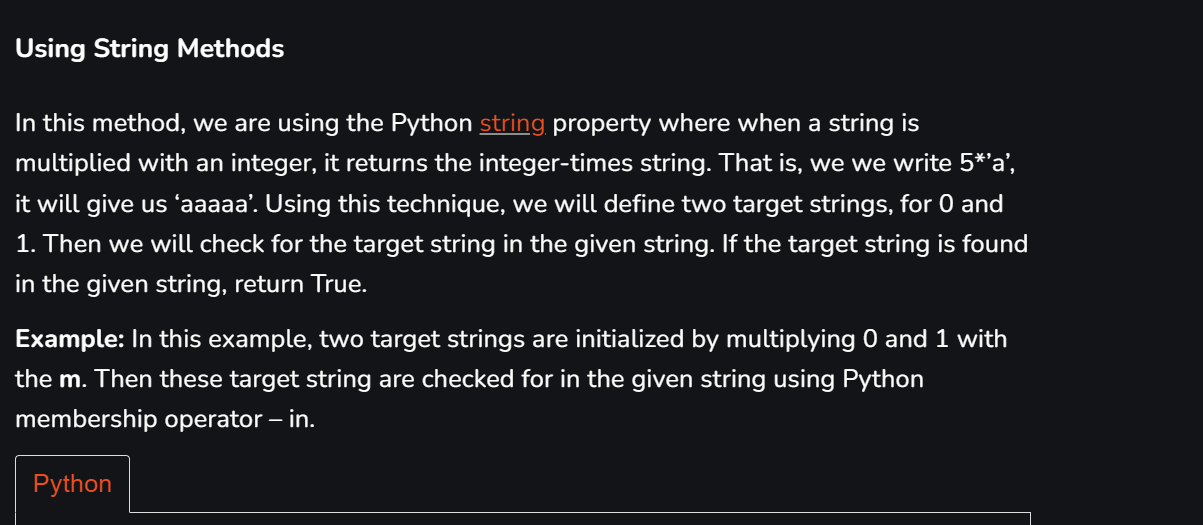 Using String Methods
In this method, we are using the Python string property where when a string is
multiplied with an integer, it returns the integer-times string. That is, we we write 5*’a’,
it will give us ‘aaaaa’. Using this technique, we will define two target strings, for 0 and
1. Then we will check for the target string in the given string. If the target string is found
in the given string, return True.
Example: In this example, two target strings are initialized by multiplying 0 and 1 with
the m. Then these target string are checked for in the given string using Python
membership operator – in.
Python